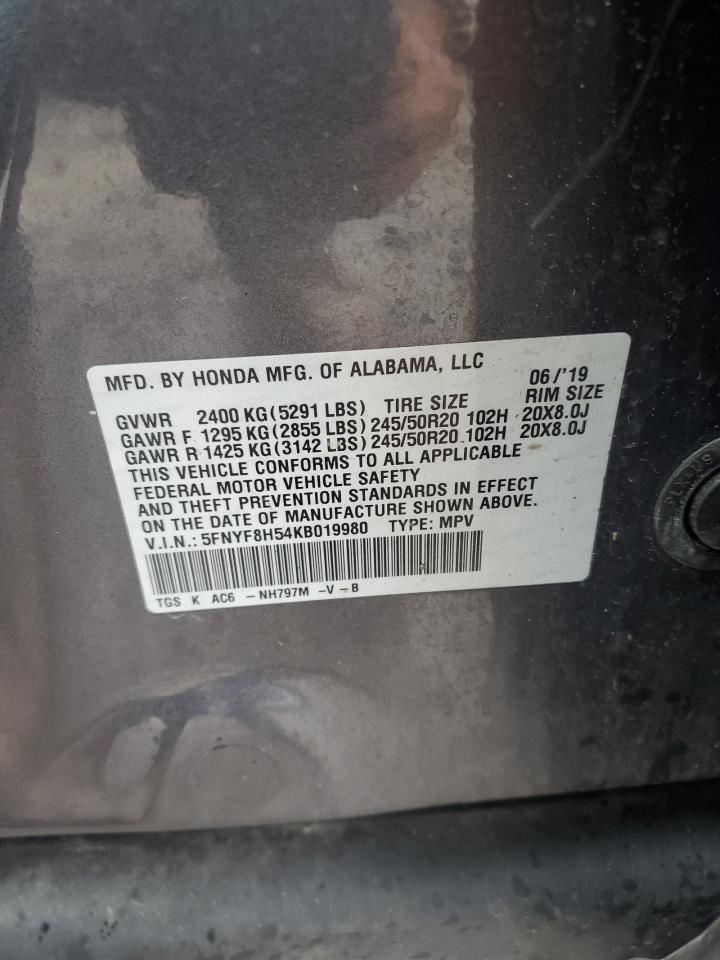 MFD. BY HONDA MFG. OF ALABAMA, LLC 06/'19
GVWR 2400 KG(5291 LBS) TIRE SIZE RIM SIZE
GAWR F 1295 KG(2855 LBS)245/50R20 102H 20X8.0J
GAWR R1425 KG(3142 LBS)245/50R20 102H 20X8.0J
THIS VEHICLE CONFORMS TO ALL APPLICABLE
FEDERAL MOTOR VEHICLE SAFETY
AND THEFT PREVENTION STANDARDS IN EFFECT
ON THE DATE OF MANUFACTURE SHOWN ABOVE.
V.I.N.: 5FNYF8H54KB019980 TYPE: MPV
TGS K AC6 -NH797M -V -B